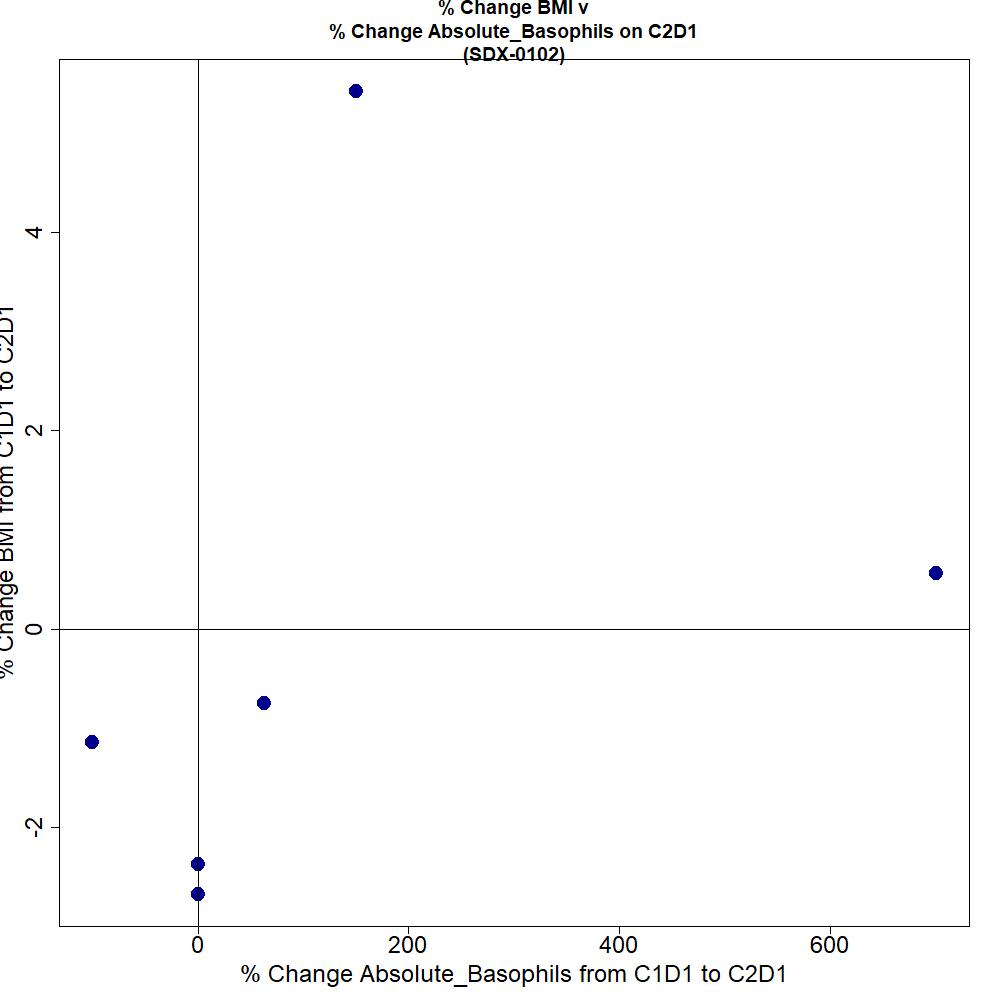 % Change BMI v
% Change Absolute_Basophils on C2D1
(SDX-0102)
% Change BMI from C1D1 to C2D1
4
2
0
-2
0
200
400
600
% Change Absolute_Basophils from C1D1 to C2D1